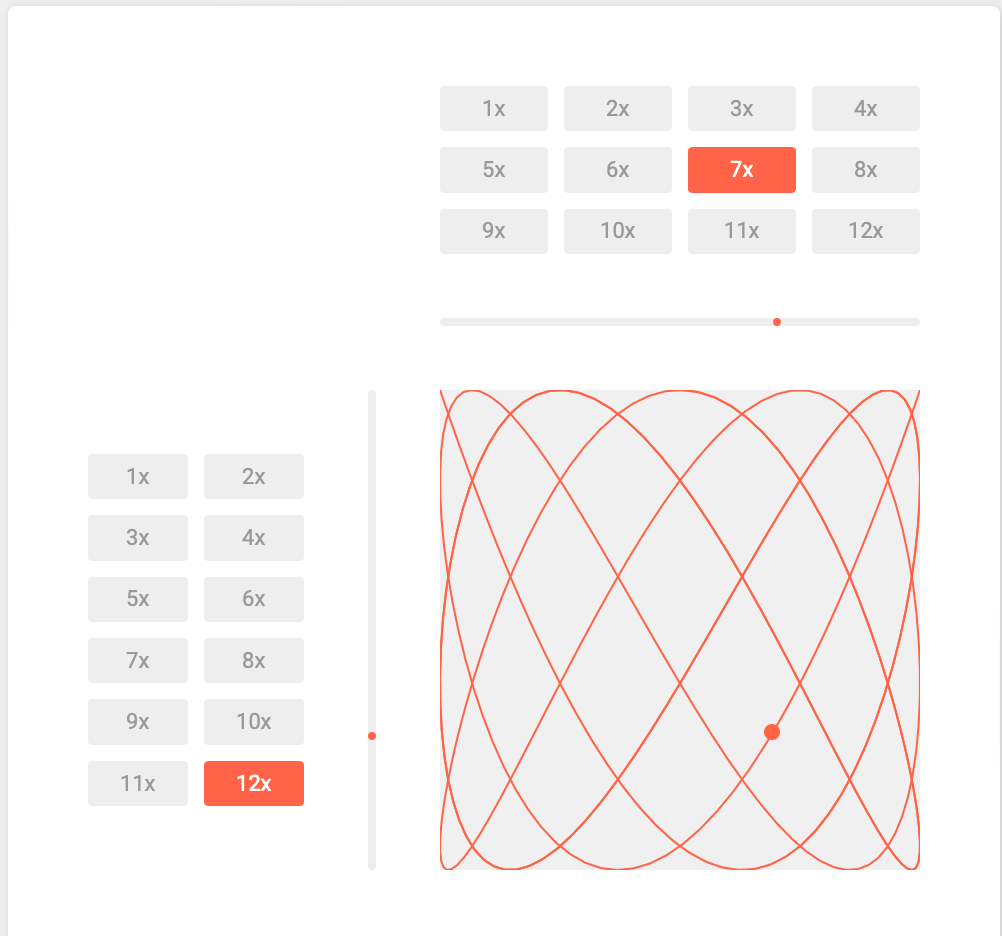 1x 2x 3x 4x
5x 6x 7x 8x
9x 10x 11x 12x
1x 2x
3x 4x
5x 6x
7x 8x
9x 10x
11x 12x